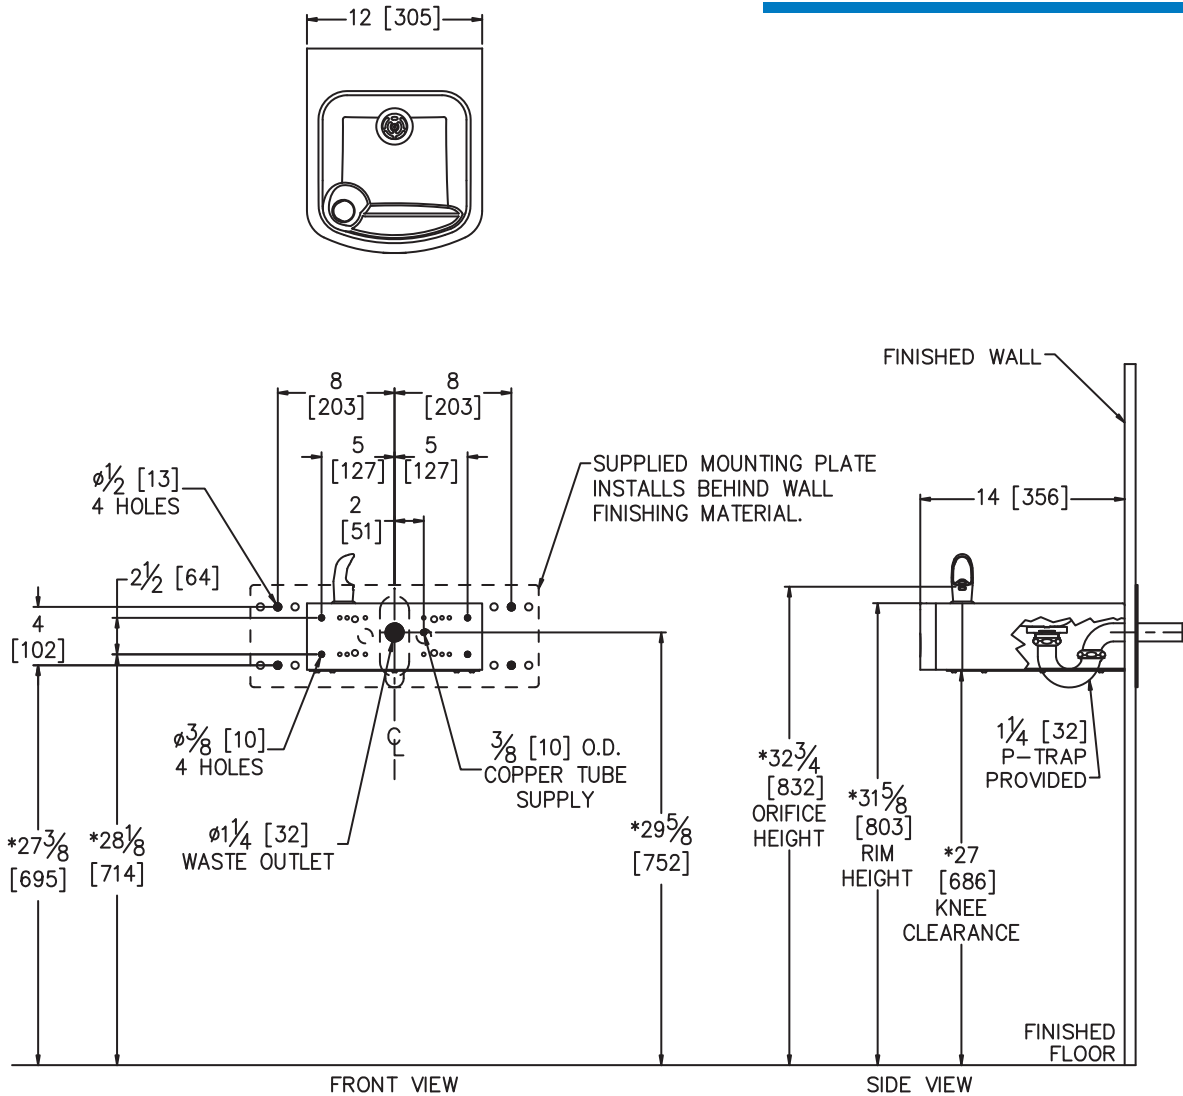 12 [305]
FINISHED WALL
8
[203]
8
[203]
5
[127]
5
[127]
2
[51]
ø1/2 [13]
4 HOLES
SUPPLIED MOUNTING PLATE
INSTALLS BEHIND WALL
FINISHING MATERIAL.
14 [356]
2 1/2 [64]
4
[102]
ø3/8 [10]
4 HOLES
CL
3/8 [10] O.D.
COPPER TUBE
SUPPLY
ø1 1/4 [32]
WASTE OUTLET
*27 3/8
[695]
*28 1/8
[714]
*29 5/8
[752]
*32 3/4
[832]
ORIFICE
HEIGHT
*31 5/8
[803]
RIM
HEIGHT
*27
[686]
KNEE
CLEARANCE
1 1/4 [32]
P-TRAP
PROVIDED
FINISHED
FLOOR
FRONT VIEW
SIDE VIEW